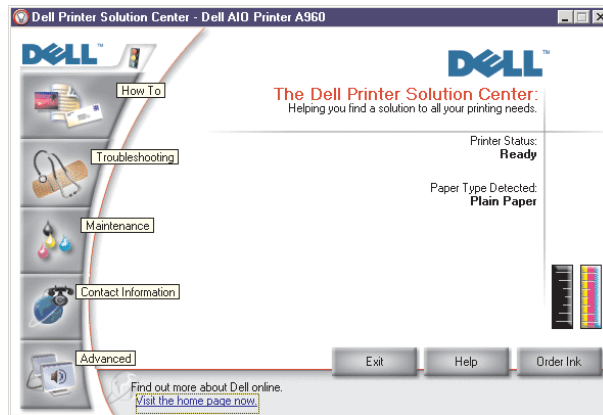 Dell Printer Solution Center - Dell AIO Printer A960
DELL™
DELL™
How To
The Dell Printer Solution Center:
Helping you find a solution to all your printing needs.
Printer Status:
Ready
Troubleshooting
Paper Type Detected:
Plain Paper
Maintenance
Contact Information
Advanced
Exit
Help
Order Ink
Find out more about Dell online.
Visit the home page now.